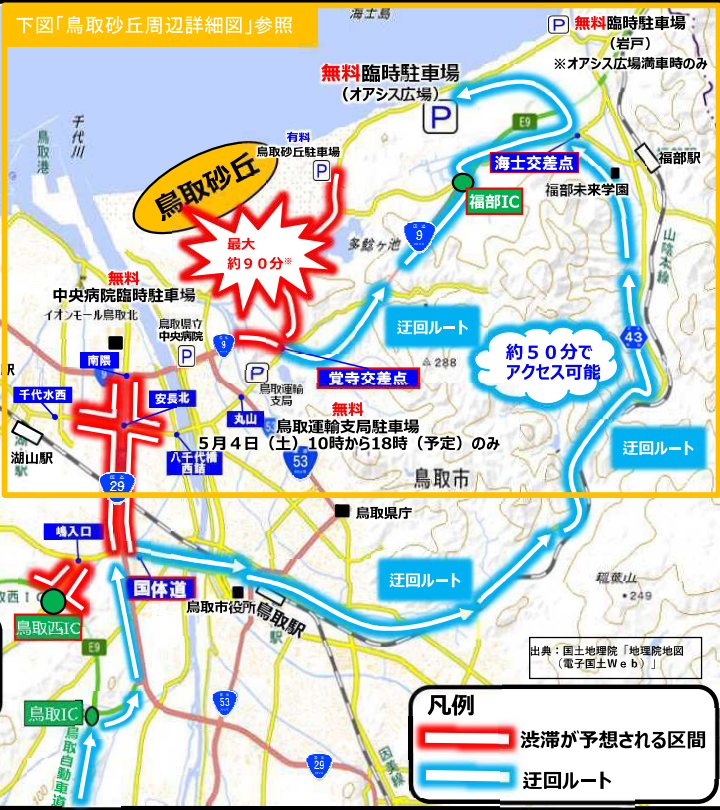 下図「鳥取砂丘周辺詳細図」参照
海士島
P 無料臨時駐車場
(岩戸)
※オアシス広場満車時のみ
無料臨時駐車場
(オアシス広場)
P
千代川
鳥取港
有料
鳥取砂丘駐車場
P
E9
海士交差点
福部駅
鳥取砂丘
福部IC
福部未来学園
最大
約90分※
多鯰ヶ池
9
山陰本線
無料
中央病院臨時駐車場
イオンモール鳥取北
鳥取県立
中央病院
P
9
迂回ルート
43
南隈
P
288
約50分で
アクセス可能
覚寺交差点
鳥取運輸
支局
千代水西
安長北
丸山
無料
鳥取運輸支局駐車場
5月4日(土)10時から18時(予定)のみ
迂回ルート
湖山駅
八千代橋
西詰
53
鳥取市
29
鳥取県庁
嶋入口
国体道
迂回ルート
稲葉山
249
鳥取西IC
鳥取市役所
鳥取駅
E9
出典:国土地理院「地理院地図
(電子国土Web)」
鳥取IC
53
鳥取自動車道
29
因美線
凡例
渋滞が予想される区間
迂回ルート